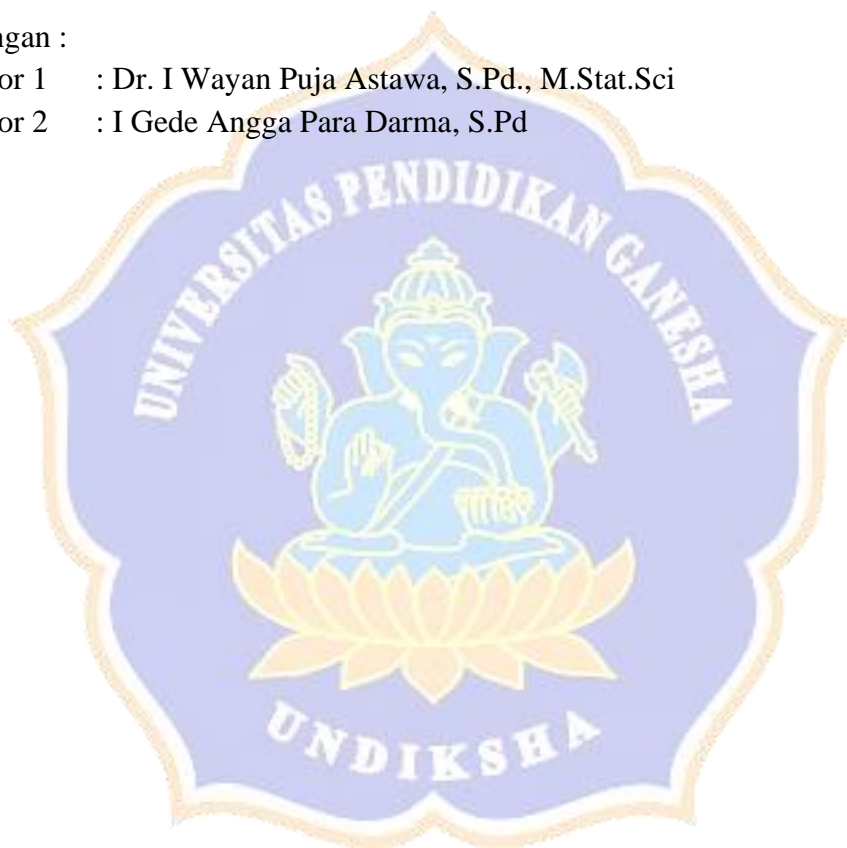 ngan :
or 1 : Dr. I Wayan Puja Astawa, S.Pd., M.Stat.Sci
or 2 : I Gede Angga Para Darma, S.Pd
UNIVERSITAS PENDIDIKAN GANESHA
UNDIKSHA